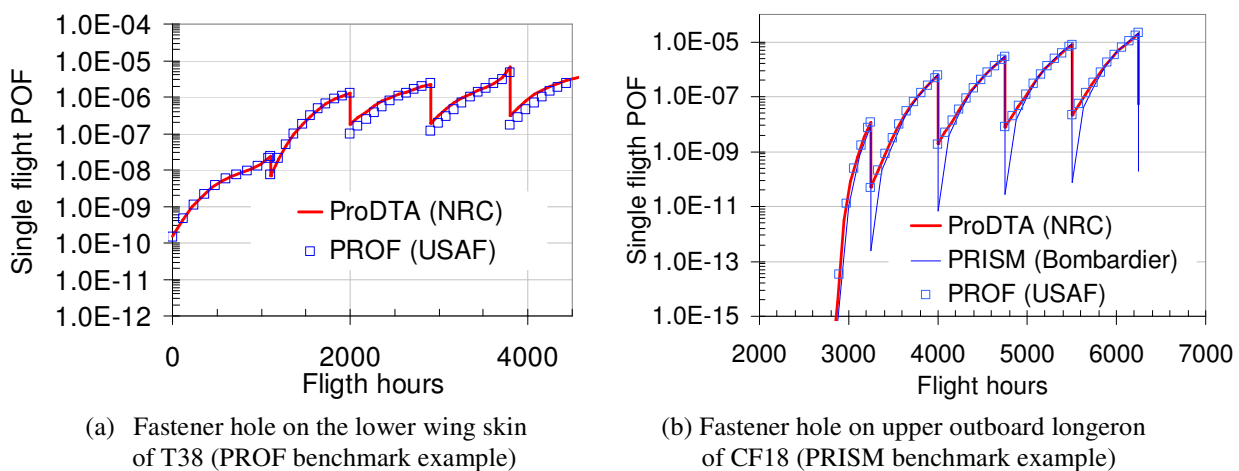 1.0E-04
1.0E-05
1.0E-06
1.0E-07
1.0E-08
1.0E-09
1.0E-10
1.0E-11
1.0E-12
Single flight POF
ProDTA (NRC)
PROF (USAF)
0 2000 4000
Fligth hours
(a) Fastener hole on the lower wing skin
of T38 (PROF benchmark example)
1.0E-05
1.0E-07
1.0E-09
1.0E-11
1.0E-13
1.0E-15
Single fligth POF
ProDTA (NRC)
PRISM (Bombardier)
PROF (USAF)
2000 3000 4000 5000 6000 7000
Flight hours
(b) Fastener hole on upper outboard longeron
of CF18 (PRISM benchmark example)